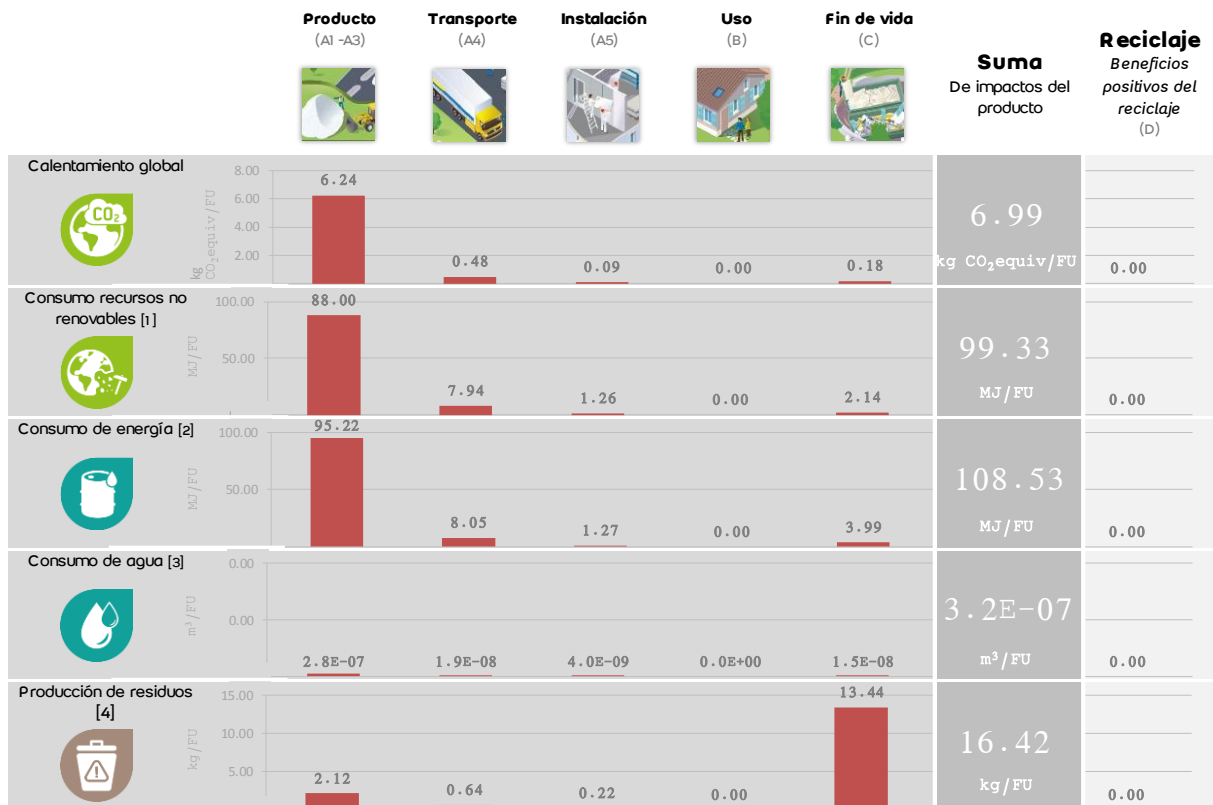 Producto
(A1 -A3)
Transporte
(A4)
Instalación
(A5)
Uso
(B)
Fin de vida
(C)
Suma
De impactos del
producto
Reciclaje
Beneficios
positivos del
reciclaje
(D)
Calentamiento global
CO2
kg
CO2equiv/FU
8.00
6.00
4.00
2.00
6.24
0.48
0.09
0.00
0.18
6.99
kg CO2equiv/FU
0.00
Consumo recursos no
renovables [1]
MJ/FU
100.00
50.00
88.00
7.94
1.26
0.00
2.14
99.33
MJ/FU
0.00
Consumo de energía [2]
MJ/FU
100.00
50.00
95.22
8.05
1.27
0.00
3.99
108.53
MJ/FU
0.00
Consumo de agua [3]
m³/FU
0.00
0.00
2.8E-07
1.9E-08
4.0E-09
0.0E+00
1.5E-08
3.2E-07
m³/FU
0.00
Producción de residuos
[4]
kg/FU
15.00
10.00
5.00
2.12
0.64
0.22
0.00
13.44
16.42
kg/FU
0.00